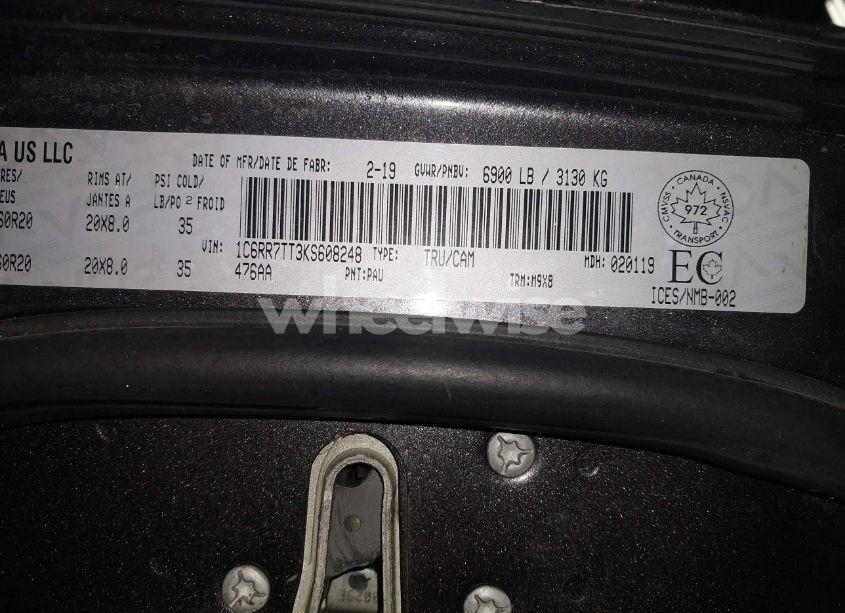 A US LLC
DATE OF MFR/DATE DE FABR: 2-19 GVWR/PNBV: 6900 LB / 3130 KG
RES/ RIMS AT/ PSI COLD/
EUS JANTES A LB/PO 2 FROID
60R20 20X8.0 35
VIN: 1C6RR7TT3KS608248 TYPE: TRU/CAM MDH: 020119
60R20 20X8.0 35 476AA PNT:PAU TRM:M9X8
CANADA
CMVSS 972 NSVAC
TRANSPORT
EC
ICES/NMB-002
wheelwise